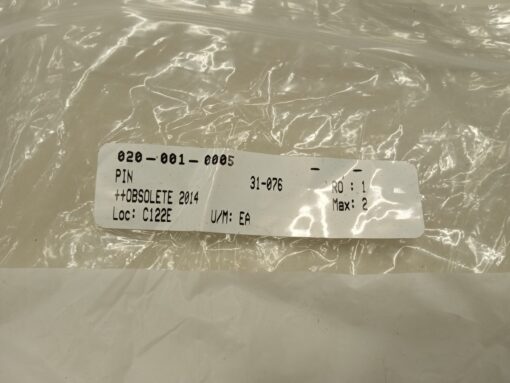 020-001-0005 - -
PIN 31-076 RO : 1
++OBSOLETE 2014 Max: 2
Loc: C122E U/M: EA